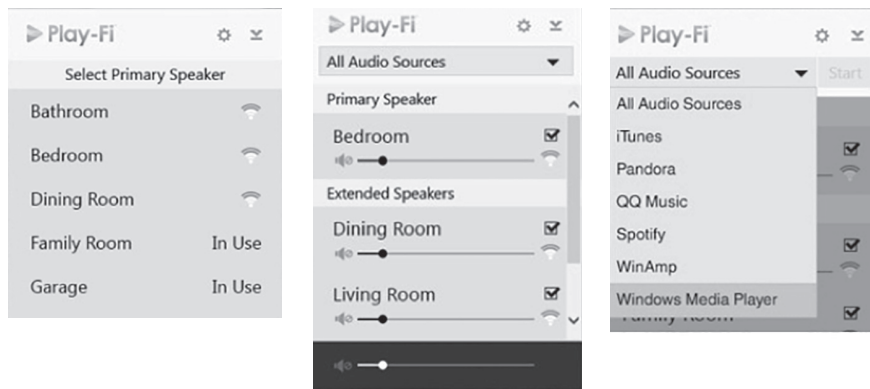 Play-Fi
Select Primary Speaker
Bathroom
Bedroom
Dining Room
Family Room In Use
Garage In Use
Play-Fi
All Audio Sources
Primary Speaker
Bedroom
Extended Speakers
Dining Room
Living Room
Play-Fi
All Audio Sources Start
All Audio Sources
iTunes
Pandora
QQ Music
Spotify
WinAmp
Windows Media Player
Family Room